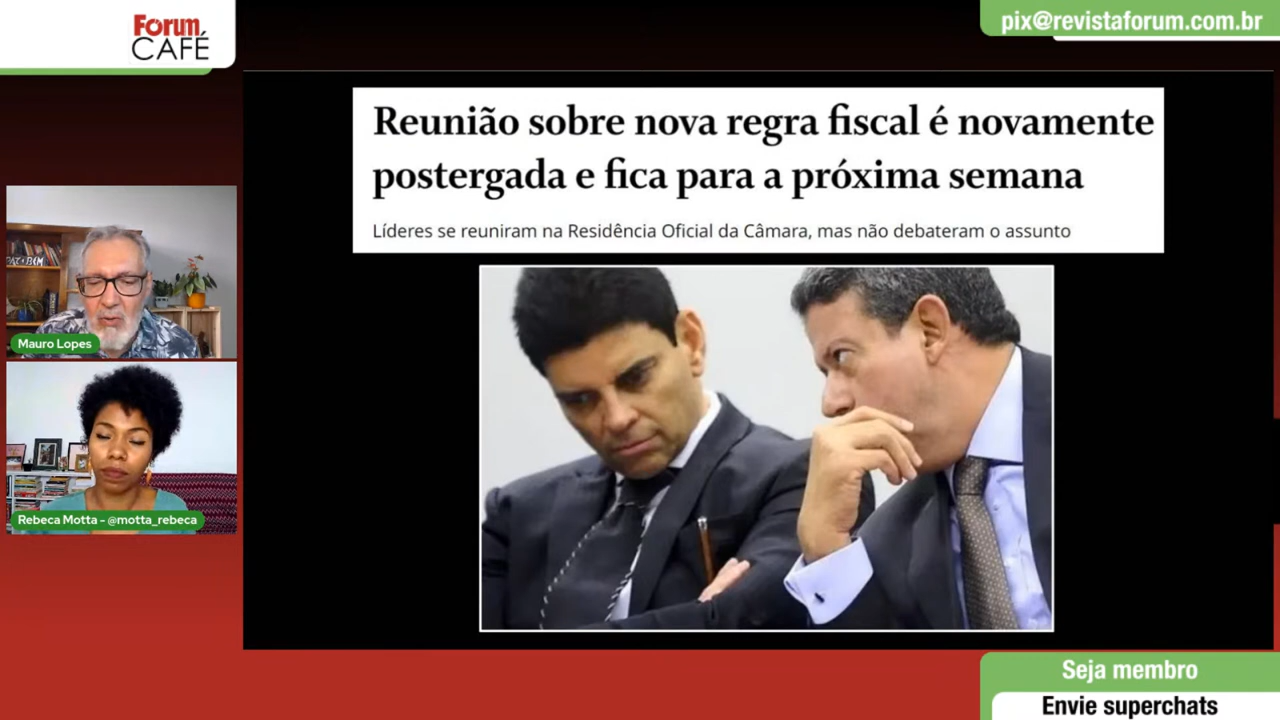 Forum
CAFÉ
pix@revistaforum.com.br
Reunião sobre nova regra fiscal é novamente
postergada e fica para a próxima semana
Líderes se reuniram na Residência Oficial da Câmara, mas não debateram o assunto
Mauro Lopes
Rebeca Motta - @motta_rebeca
Seja membro
Envie superchats